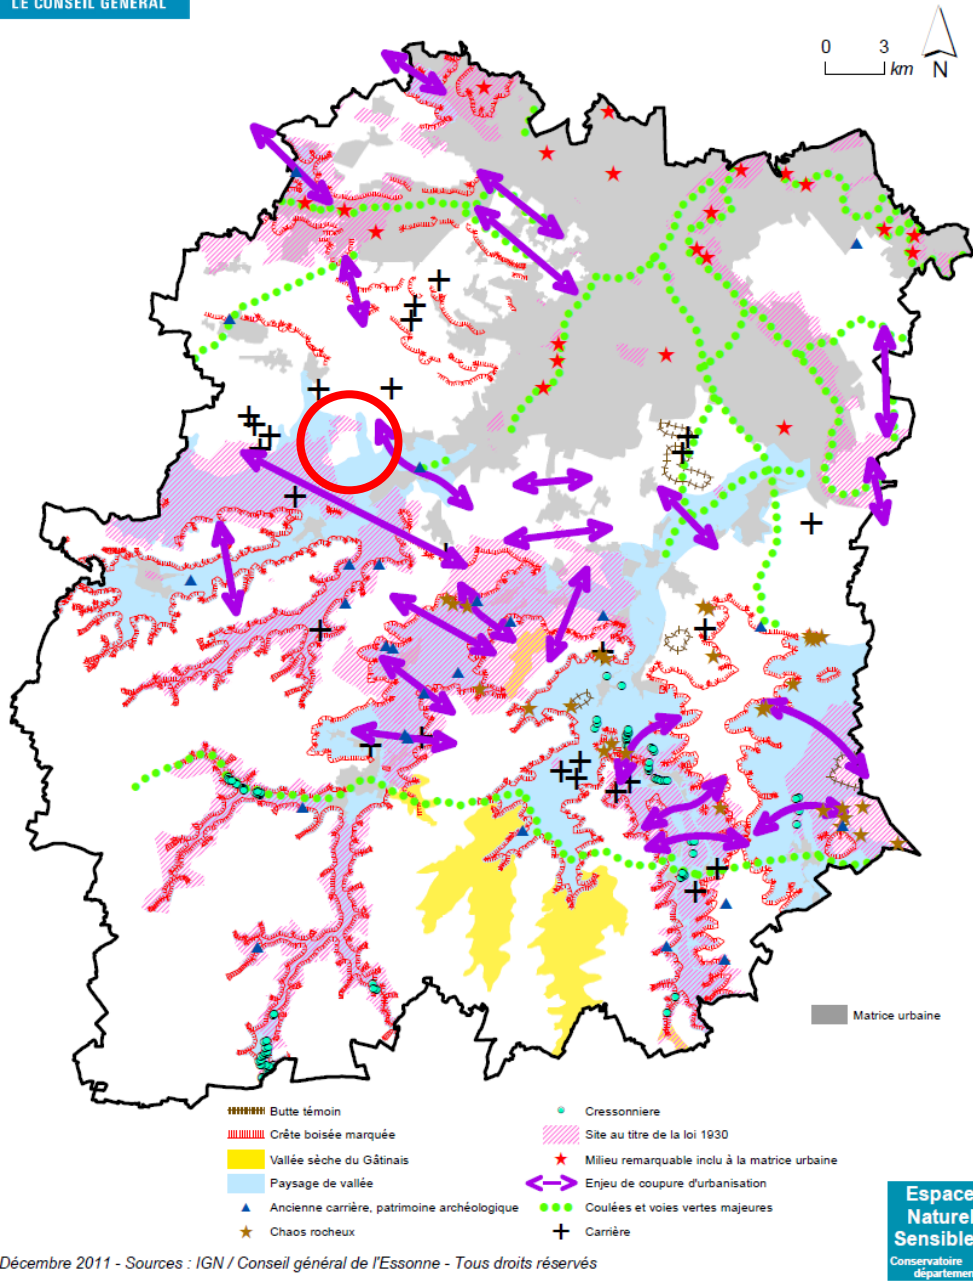 LE CONSEIL GÉNÉRAL
0 3
km N
Matrice urbaine
Butte témoin
Crête boisée marquée
Vallée sèche du Gâtinais
Paysage de vallée
Ancienne carrière, patrimoine archéologique
Chaos rocheux
Cressonniere
Site au titre de la loi 1930
Milieu remarquable inclu à la matrice urbaine
Enjeu de coupure d'urbanisation
Coulées et voies vertes majeures
Carrière
Espace
Naturel
Sensible
Conservatoire
départemen
Décembre 2011 - Sources : IGN / Conseil général de l'Essonne - Tous droits réservés